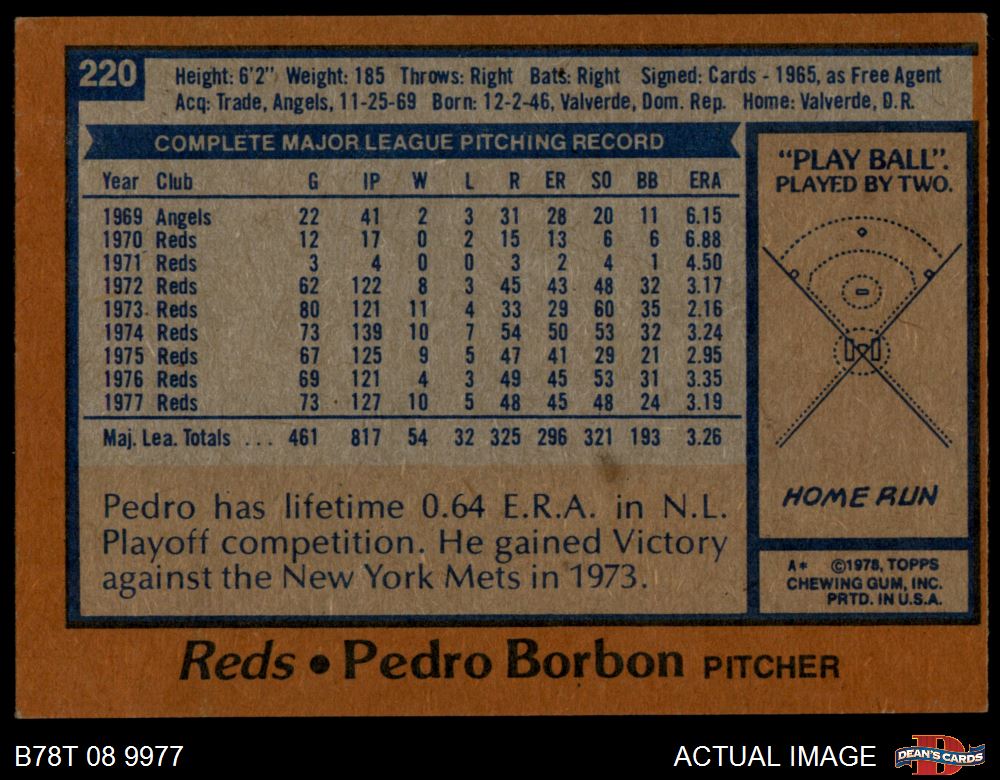 220
Height: 6'2" Weight: 185 Throws: Right Bats: Right Signed: Cards - 1965, as Free Agent
Acq: Trade, Angels, 11-25-69 Born: 12-2-46, Valverde, Dom. Rep. Home: Valverde, D.R.
COMPLETE MAJOR LEAGUE PITCHING RECORD
Year Club G IP W L R ER SO BB ERA
1969 Angels 22 41 2 3 31 28 20 11 6.15
1970 Reds 12 17 0 2 15 13 6 6 6.88
1971 Reds 3 4 0 0 3 2 4 1 4.50
1972 Reds 62 122 8 3 45 43 48 32 3.17
1973 Reds 80 121 11 4 33 29 60 35 2.16
1974 Reds 73 139 10 7 54 50 53 32 3.24
1975 Reds 67 125 9 5 47 41 29 21 2.95
1976 Reds 69 121 4 3 49 45 53 31 3.35
1977 Reds 73 127 10 5 48 45 48 24 3.19
Maj. Lea. Totals ... 461 817 54 32 325 296 321 193 3.26
Pedro has lifetime 0.64 E.R.A. in N.L.
Playoff competition. He gained Victory
against the New York Mets in 1973.
"PLAY BALL".
PLAYED BY TWO.
HOME RUN
A* ©1978, TOPPS
CHEWING GUM, INC.
PRTD. IN U.S.A.
Reds • Pedro Borbon PITCHER
B78T 08 9977
ACTUAL IMAGE
DEAN'S CARDS